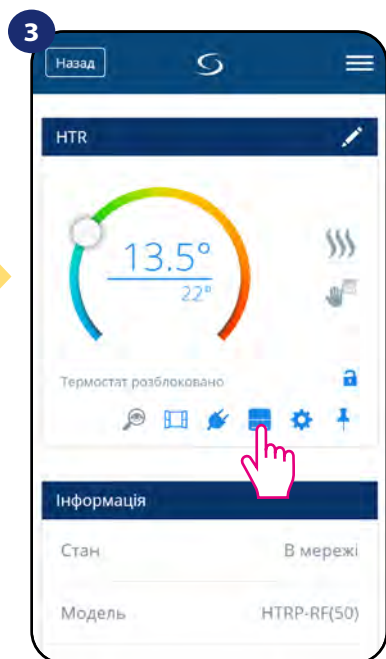 3
Назад
HTR
13.5°
22°
Термостат розблоковано
Інформація
Стан В мережі
Модель HTRP-RF(50)